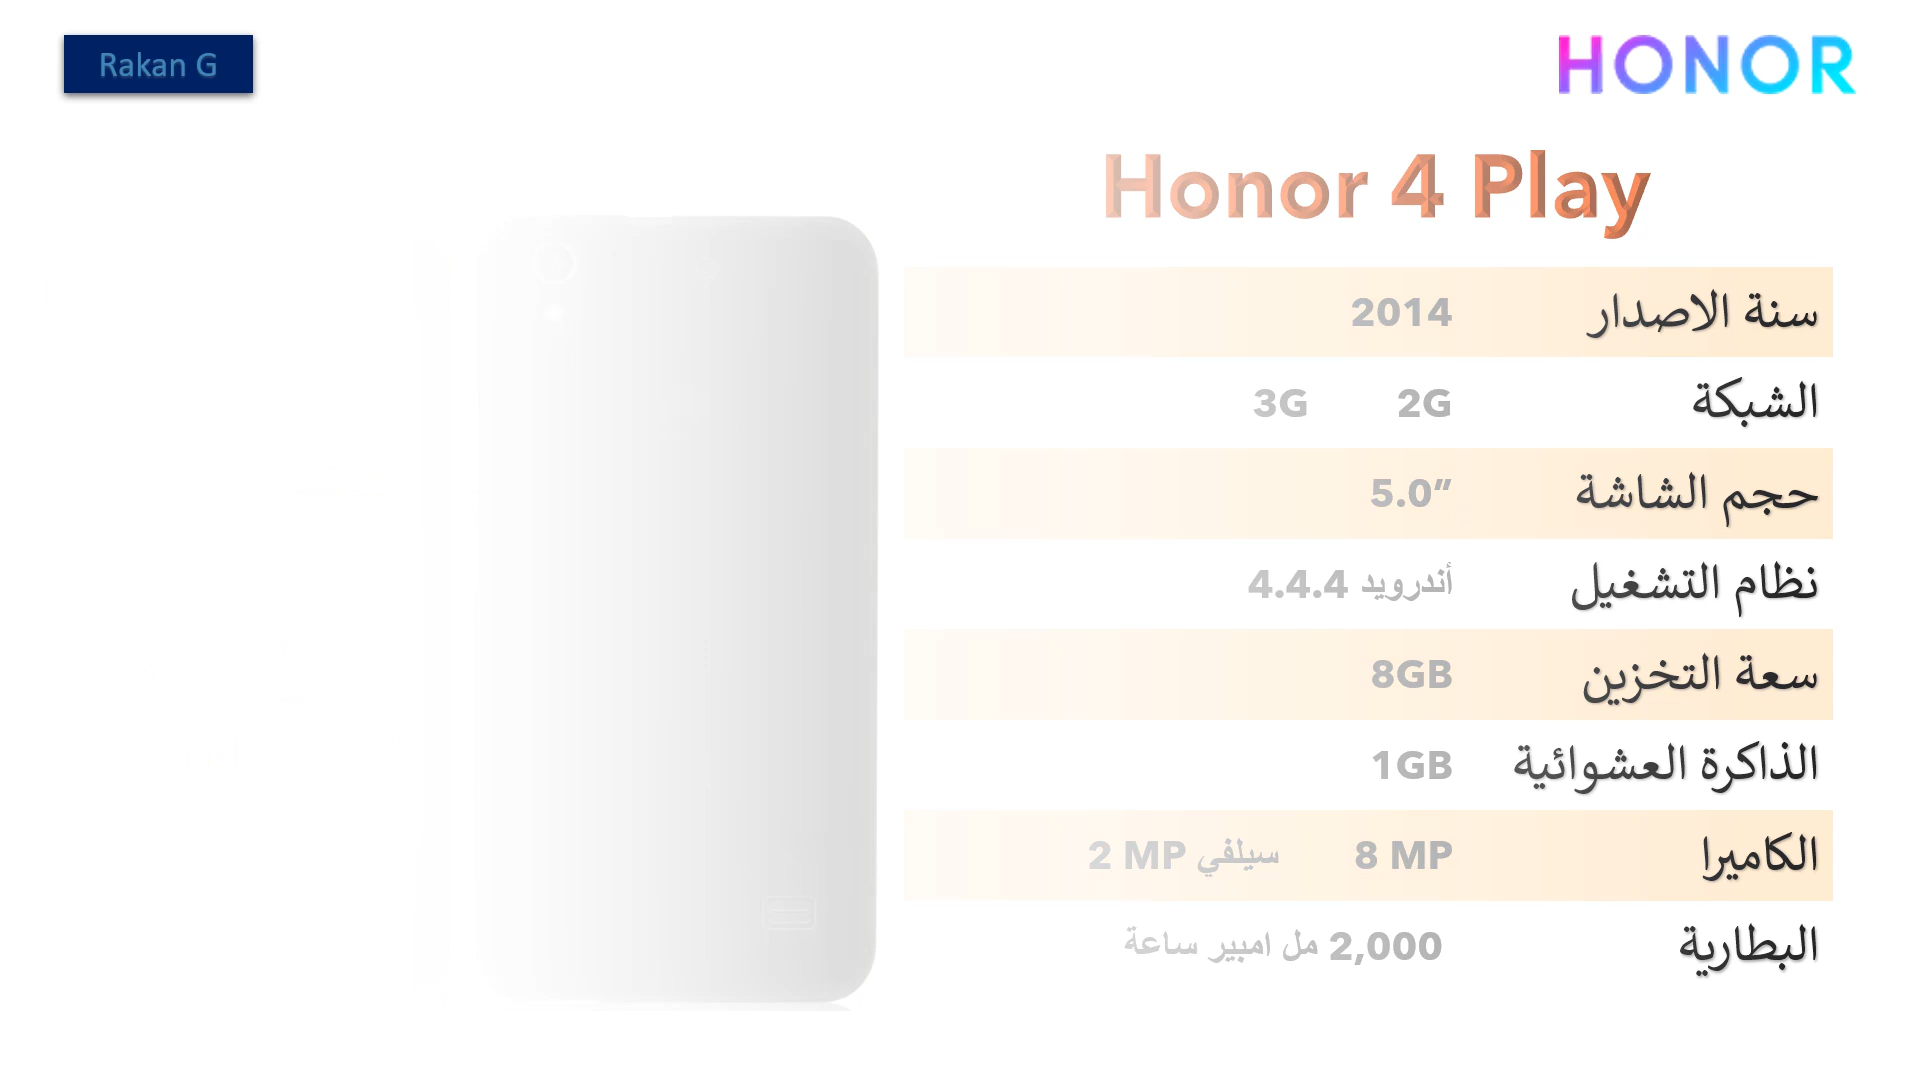 Rakan G
HONOR
Honor 4 Play
سنة الاصدار 2014
الشبكة 2G 3G
حجم الشاشة 5.0”
نظام التشغيل أندرويد 4.4.4
سعة التخزين 8GB
الذاكرة العشوائية 1GB
الكاميرا 8 MP سيلفي 2 MP
البطارية 2,000 مل امبير ساعة